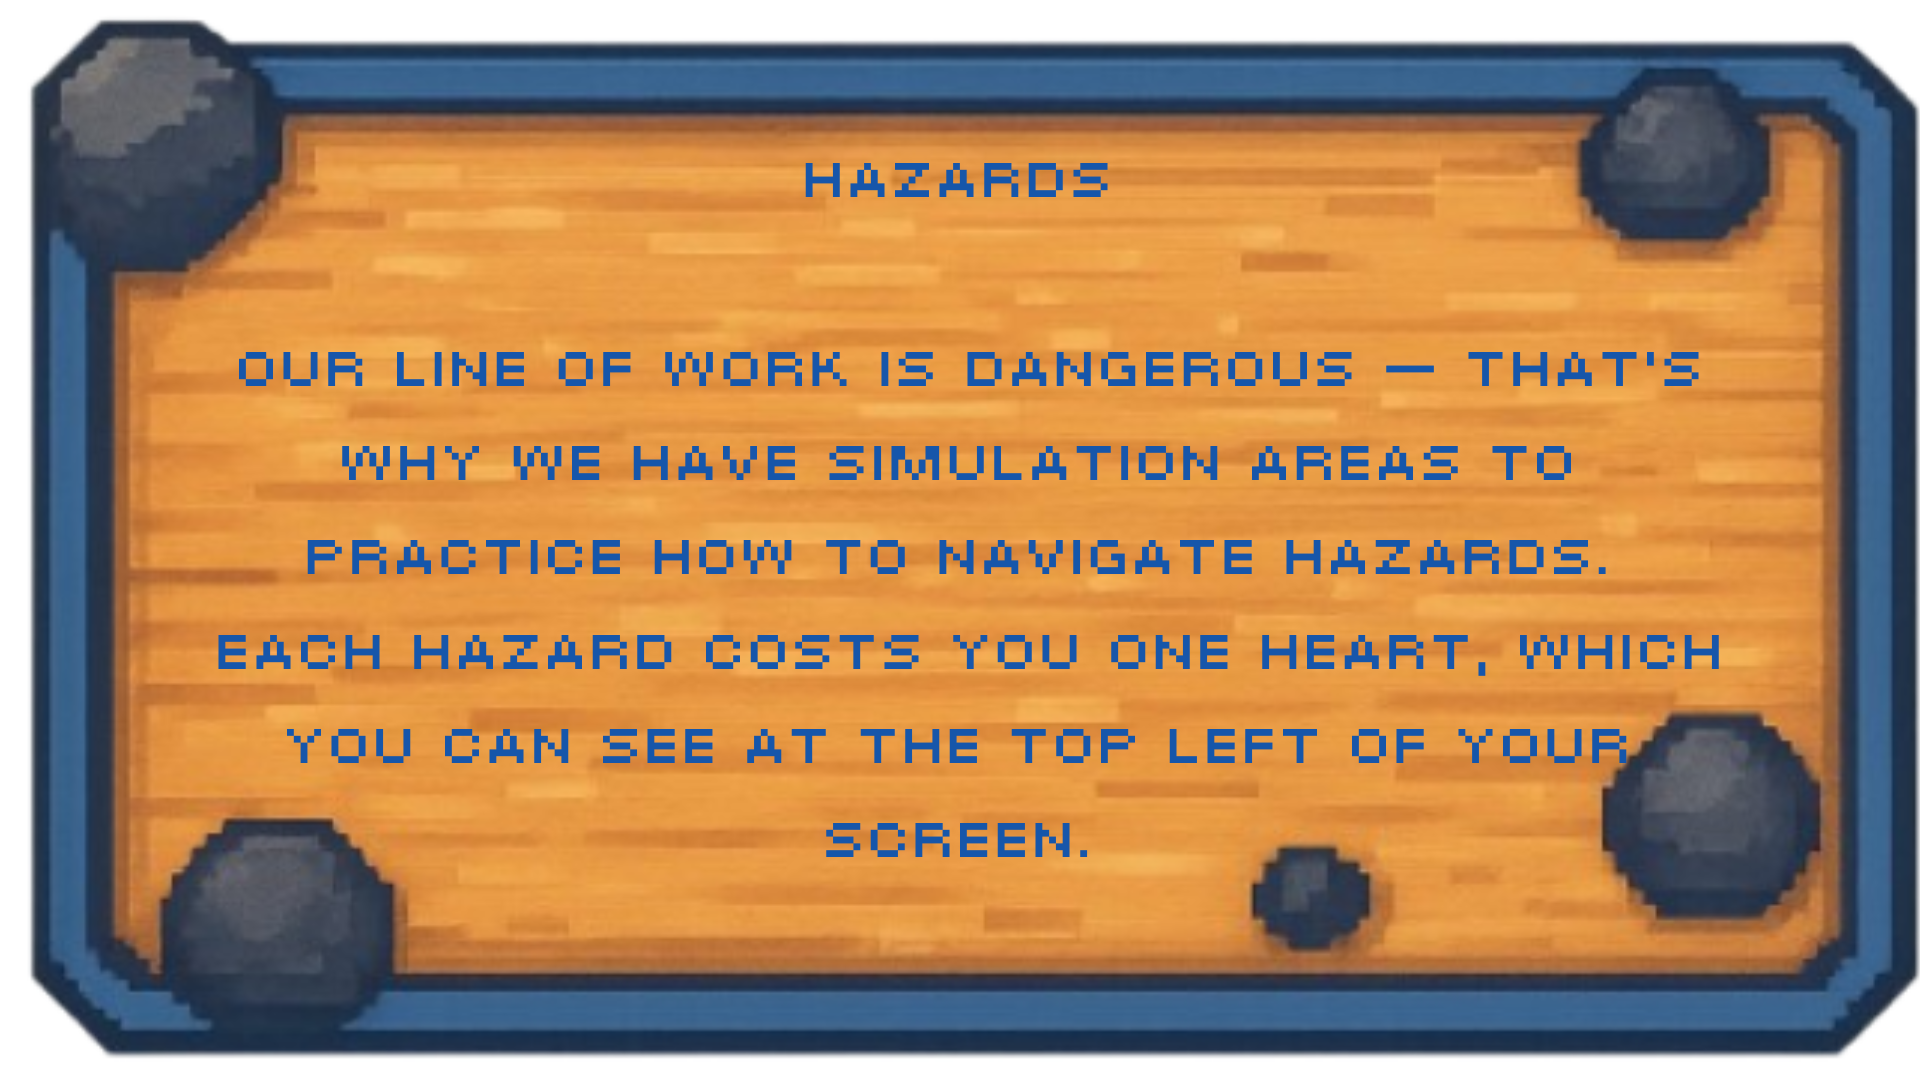 HAZARDS
OUR LINE OF WORK IS DANGEROUS — THAT'S
WHY WE HAVE SIMULATION AREAS TO
PRACTICE HOW TO NAVIGATE HAZARDS.
EACH HAZARD COSTS YOU ONE HEART, WHICH
YOU CAN SEE AT THE TOP LEFT OF YOUR
SCREEN.